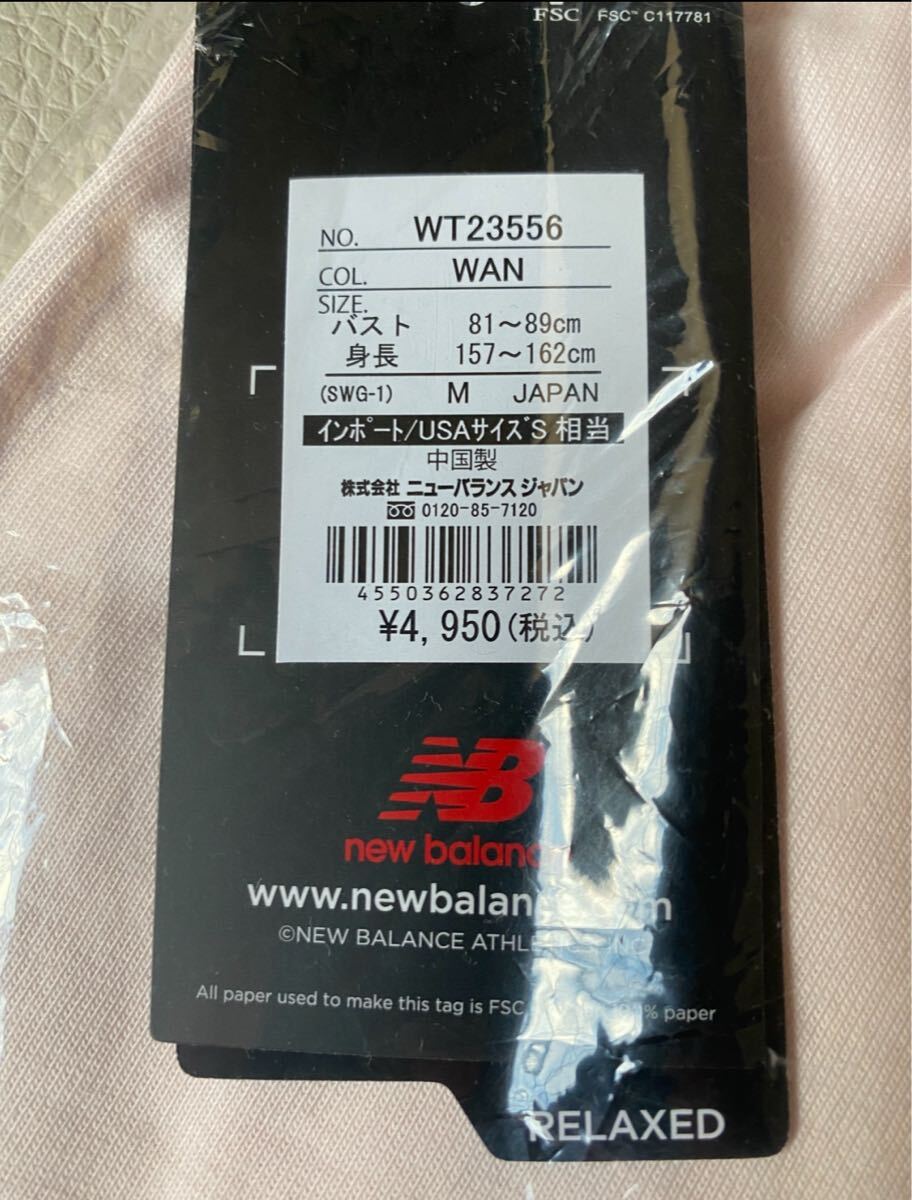 FSC FSC™ C117781
NO. WT23556
COL. WAN
SIZE.
バスト 81～89cm
身長 157～162cm
(SWG-1) M JAPAN
インポート/USAサイズS 相当
中国製
株式会社 ニューバランス ジャパン
0120-85-7120
4550362837272
¥4,950(税込)
NB
new balance
www.newbalance.com
©NEW BALANCE
All paper used to make this tag is FSC paper
RELAXED